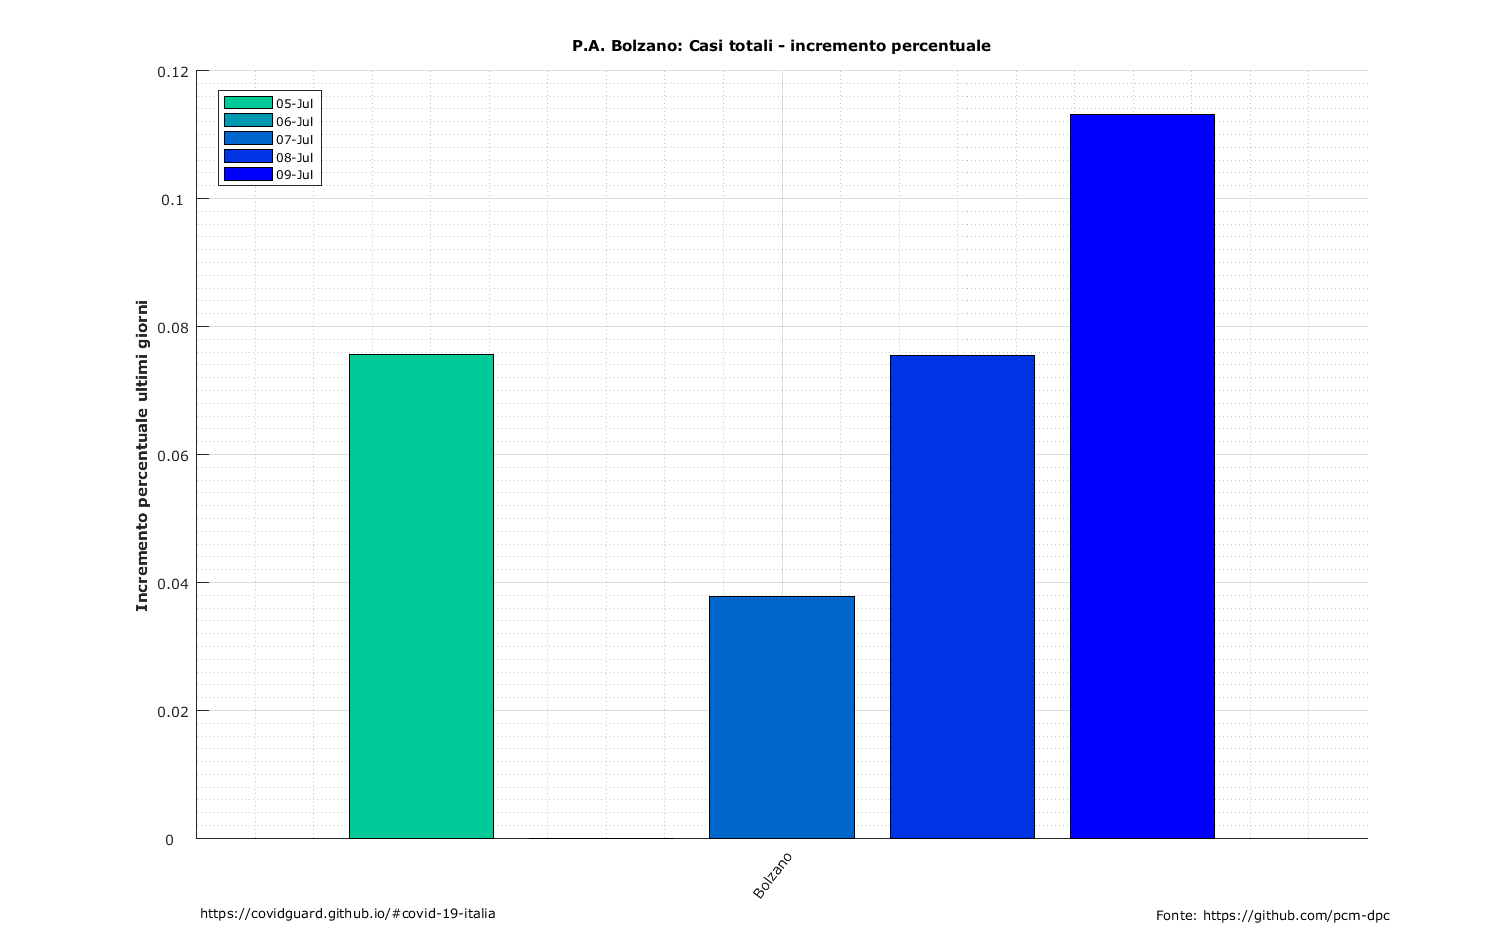 P.A. Bolzano: Casi totali - incremento percentuale
0.12
0.1
0.08
0.06
0.04
0.02
0
Incremento percentuale ultimi giorni
05-Jul
06-Jul
07-Jul
08-Jul
09-Jul
Bolzano
https://covidguard.github.io/#covid-19-italia
Fonte: https://github.com/pcm-dpc